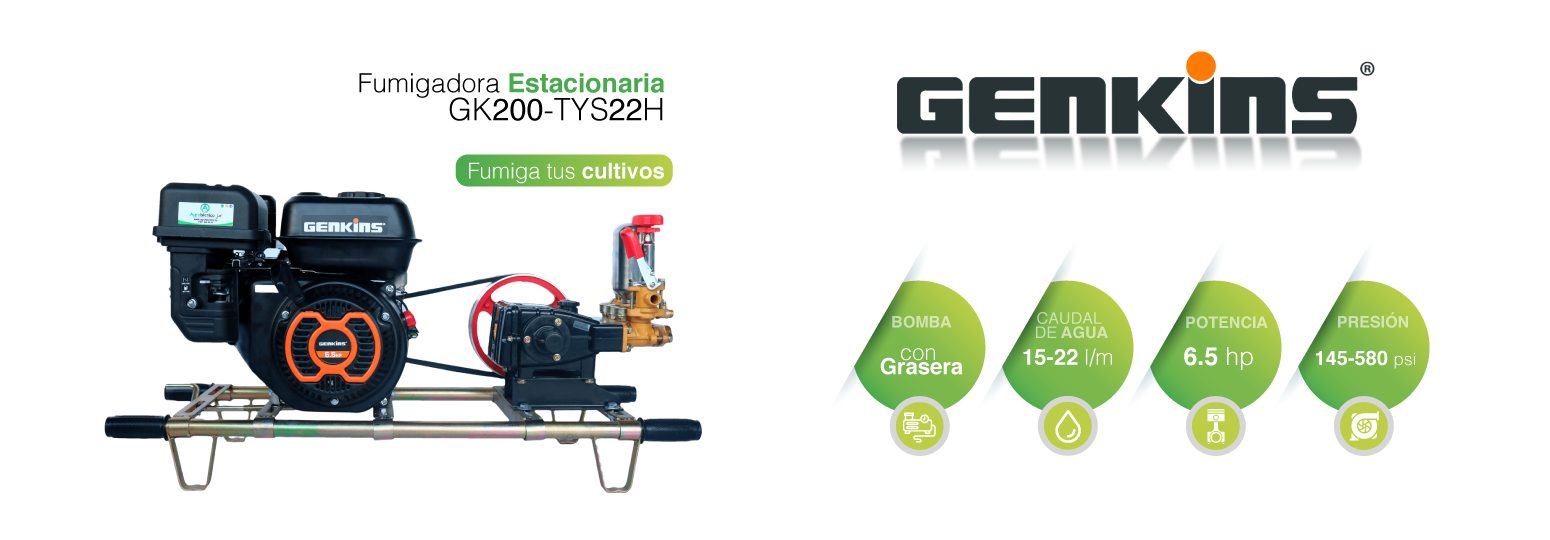 Fumigadora Estacionaria
GK200-TYS22H
Fumiga tus cultivos
GENKINS
GENKINS
6.5HP
GENKINS®
BOMBA
con
Grasera
CAUDAL
DE AGUA
15-22 l/m
POTENCIA
6.5 hp
PRESIÓN
145-580 psi